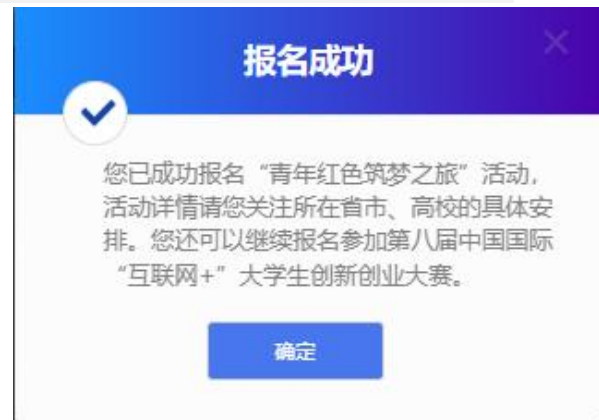 报名成功
您已成功报名“青年红色筑梦之旅”活动，
活动详情请您关注所在省市、高校的具体安
排。您还可以继续报名参加第八届中国国际
“互联网+”大学生创新创业大赛。
确定